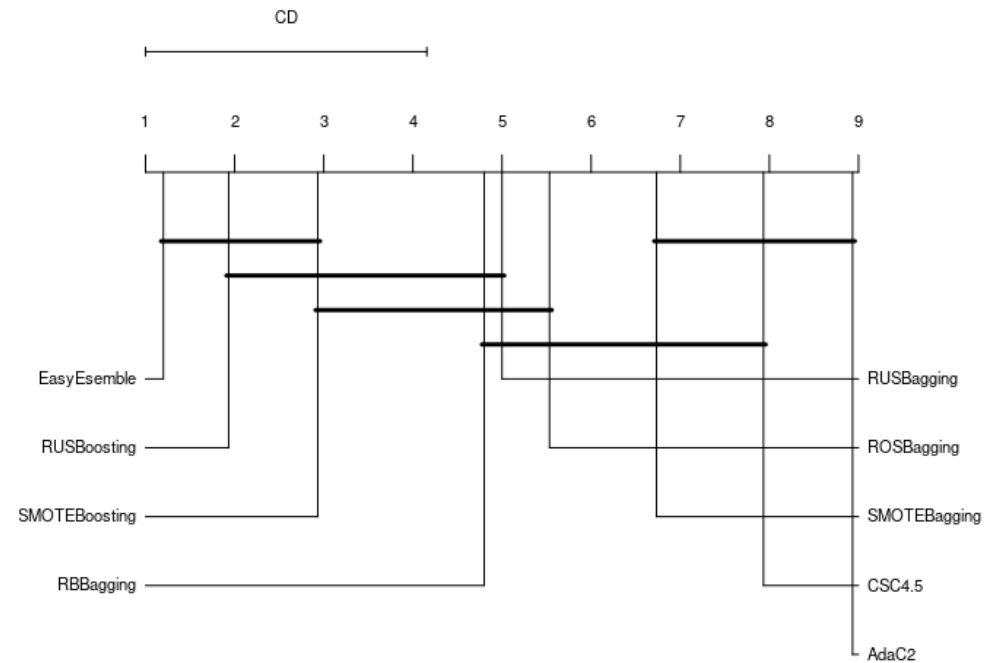 CD
1 2 3 4 5 6 7 8 9
EasyEsemble
RUSBagging
RUSBoosting
ROSBagging
SMOTEBoosting
SMOTEBagging
RBBagging
CSC4.5
AdaC2